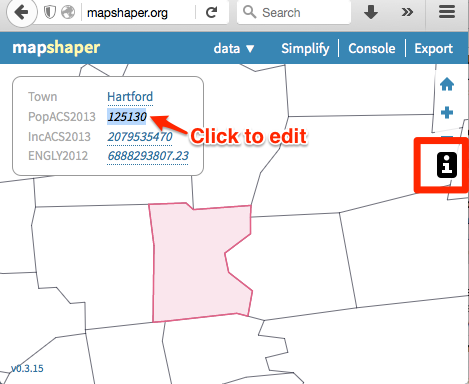 mapshaper.org
Search
mapshaper
data ▼ Simplify Console Export
Town Hartford
PopACS2013 125130
IncACS2013 2079535470
ENGLY2012 6888293807.23
Click to edit
v0.3.15